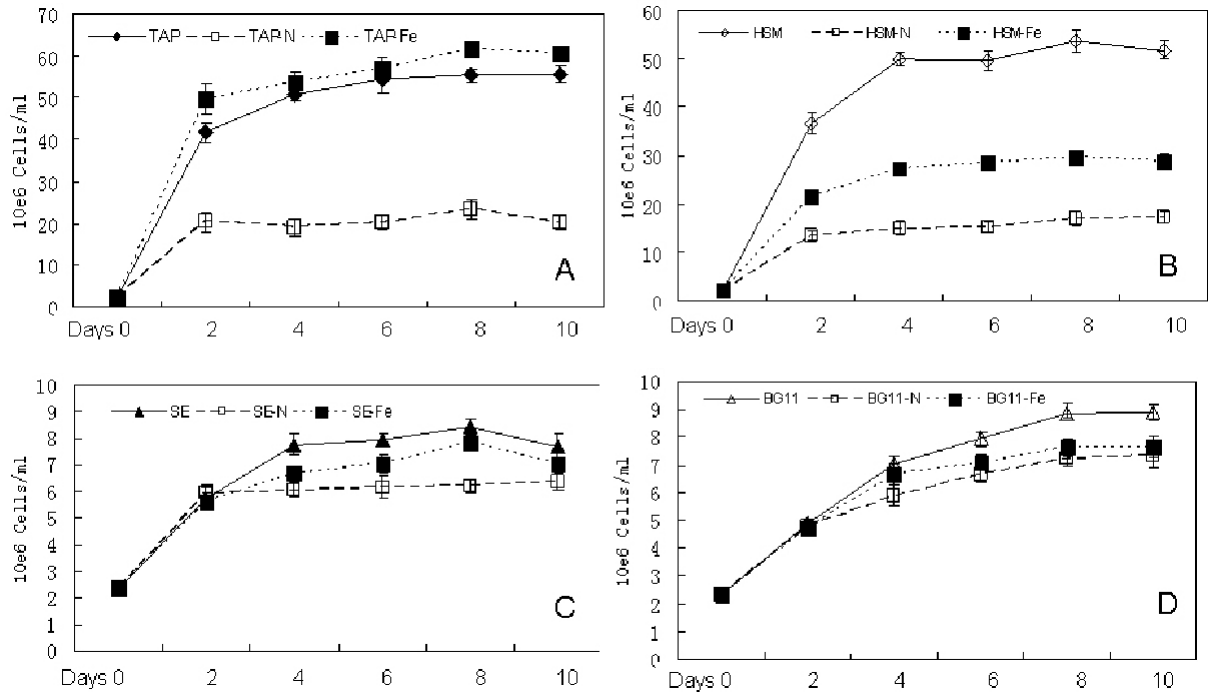 TAP TAP-N TAP-Fe
70
60
50
40
30
20
10
0
10e6 Cells/ml
A
Days 0 2 4 6 8 10
HSM HSM-N HSM-Fe
60
50
40
30
20
10
0
10e6 Cells/ml
B
Days 0 2 4 6 8 10
SE SE-N SE-Fe
10
9
8
7
6
5
4
3
2
1
0
10e6 Cells/ml
C
Days 0 2 4 6 8 10
BG11 BG11-N BG11-Fe
10
9
8
7
6
5
4
3
2
1
0
10e6 Cells/ml
D
Days 0 2 4 6 8 10